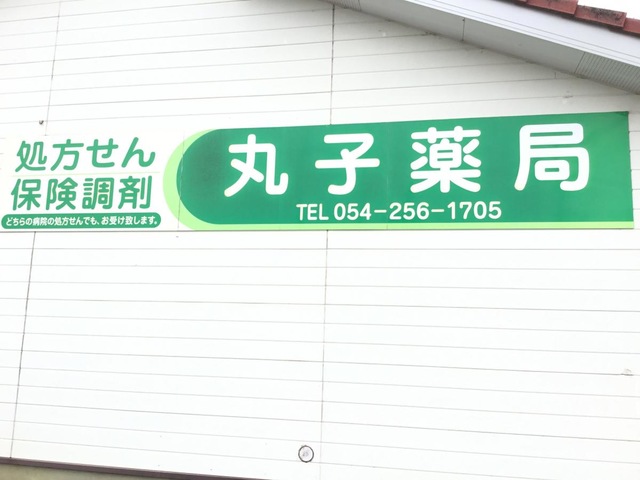 処方せん
保険調剤
どちらの病院の処方せんでも、お受け致します。
丸子薬局
TEL 054-256-1705